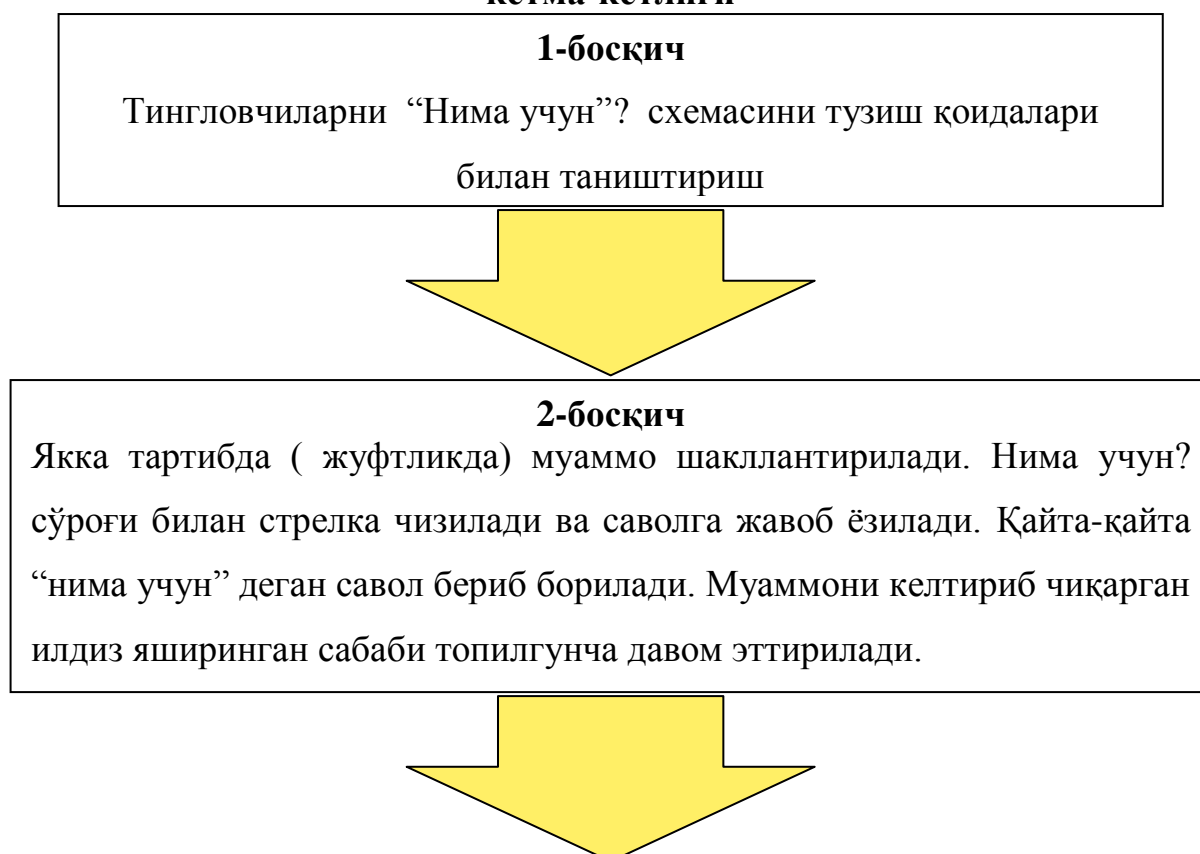 кетма-кетлиги
1-босқич
Тингловчиларни “Нима учун”? схемасини тузиш қоидалари
билан таништириш
2-босқич
Якка тартибда ( жуфтликда) муаммо шакллантирилади. Нима учун?
сўроғи билан стрелка чизилади ва саволга жавоб ёзилади. Қайта-қайта
“нима учун” деган савол бериб борилади. Муаммони келтириб чиқарган
илдиз яширинган сабаби топилгунча давом эттирилади.